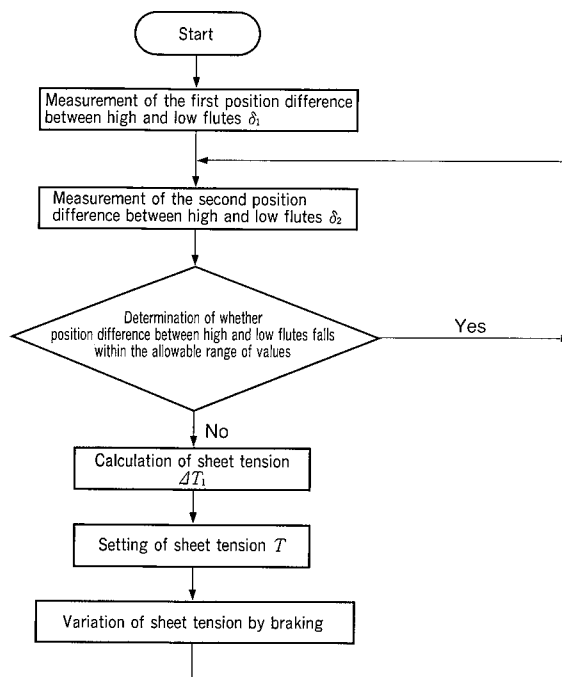 Start
Measurement of the first position difference
between high and low flutes δ₁
Measurement of the second position
difference between high and low flutes δ₂
Determination of whether
position difference between high and low flutes falls
within the allowable range of values
Yes
No
Calculation of sheet tension
ΔT₁
Setting of sheet tension T
Variation of sheet tension by braking